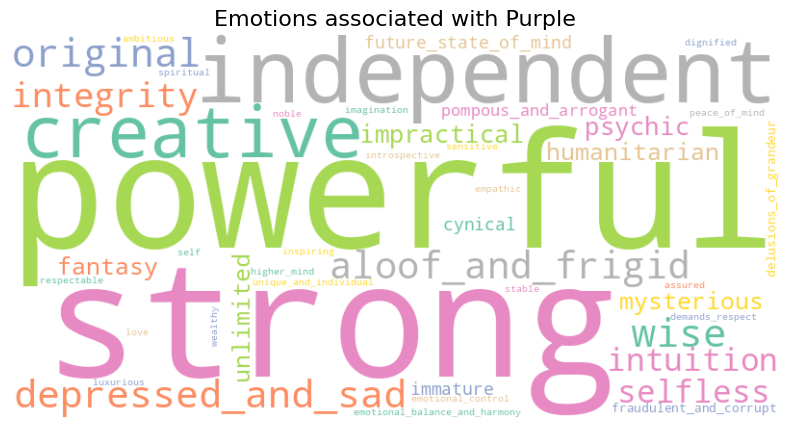 Emotions associated with Purple
ambitious
original
spiritual
future_state_of_mind
dignified
independent
integrity
noble
imagination
pompous_and_arrogant
peace_of_mind
creative
impractical
psychic
sensitive
introspective
humanitarian
delusions_of_grandeur
powerful
empathic
cynical
self
inspiring
fantasy
respectable
unlimited
higher_mind
unique_and_individual
aloof_and_frigid
stable
assured
strong
mysterious
demands_respect
love
wealthy
wise
intuition
luxurious
depressed_and_sad
immature
emotional_control
selfless
emotional_balance_and_harmony
fraudulent_and_corrupt